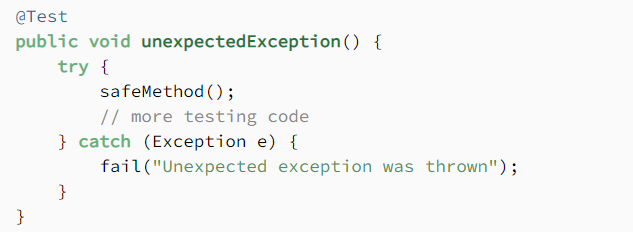 @Test
public void unexpectedException() {
    try {
        safeMethod();
        // more testing code
    } catch (Exception e) {
        fail("Unexpected exception was thrown");
    }
}